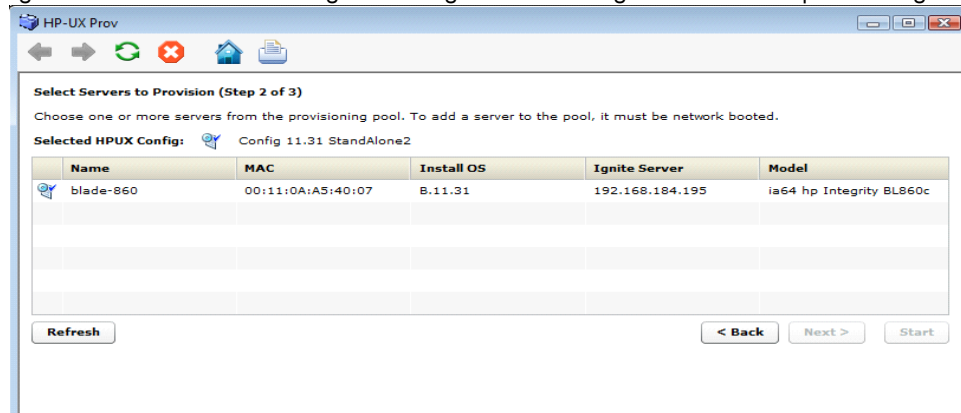 HP-UX Prov
Select Servers to Provision (Step 2 of 3)
Choose one or more servers from the provisioning pool. To add a server to the pool, it must be network booted.
Selected HPUX Config: Config 11.31 StandAlone2
Name MAC Install OS Ignite Server Model
blade-860 00:11:0A:A5:40:07 B.11.31 192.168.184.195 ia64 hp Integrity BL860c
Refresh < Back Next > Start